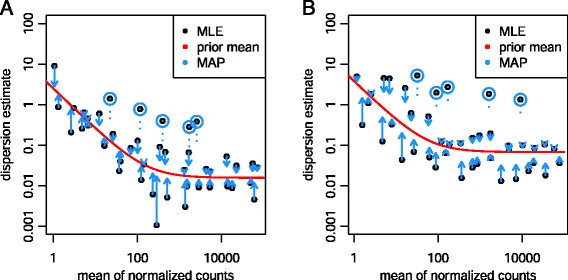 A
MLE
prior mean
MAP
dispersion estimate
100
10
1
0.1
0.01
0.001
1
100
10000
mean of normalized counts
B
MLE
prior mean
MAP
dispersion estimate
100
10
1
0.1
0.01
0.001
1
100
10000
mean of normalized counts